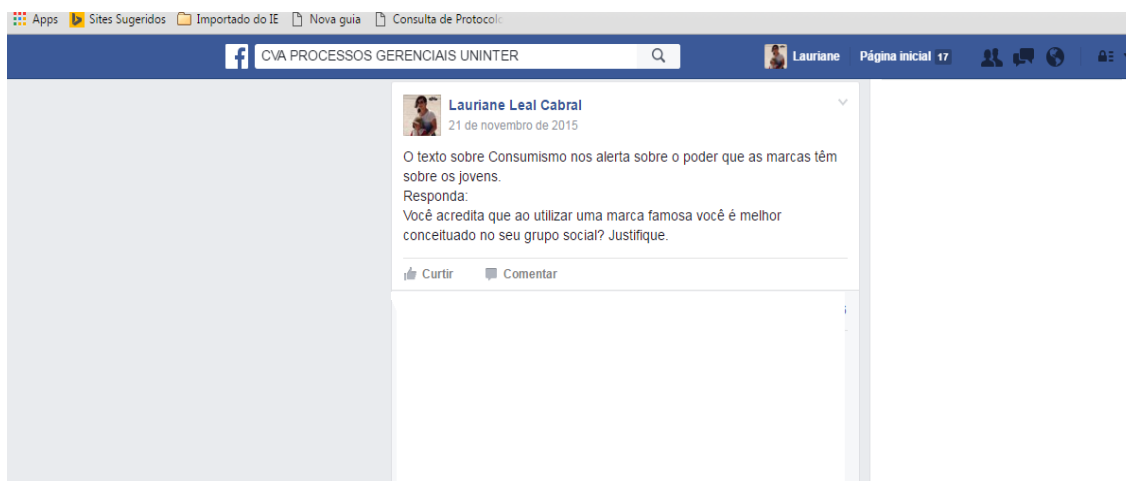 Apps Sites Sugeridos Importado do IE Nova guia Consulta de Protocolo
CVA PROCESSOS GERENCIAIS UNINTER Lauriane Página inicial 17
Lauriane Leal Cabral
21 de novembro de 2015
O texto sobre Consumismo nos alerta sobre o poder que as marcas têm
sobre os jovens.
Responda:
Você acredita que ao utilizar uma marca famosa você é melhor
conceituado no seu grupo social? Justifique.
Curtir Comentar